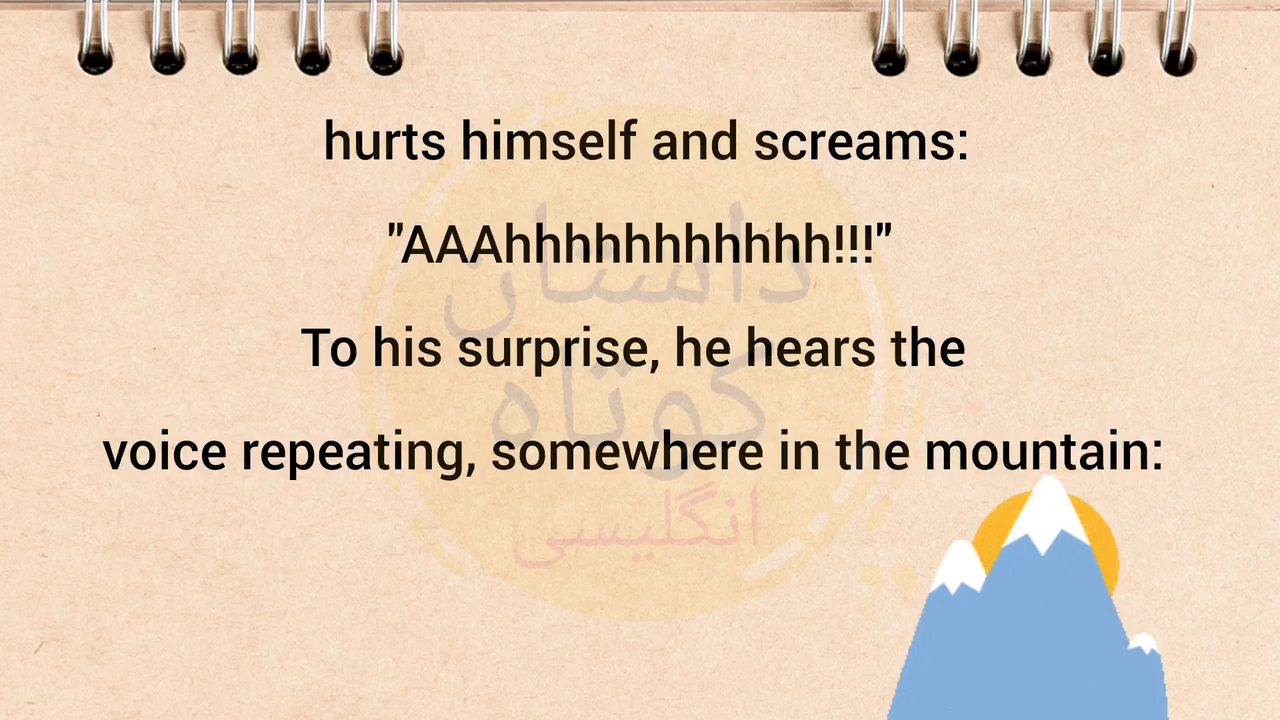 hurts himself and screams:
"AAAhhhhhhhhhhh!!!"
To his surprise, he hears the
voice repeating, somewhere in the mountain:
داستان
کوتاه
انگلیسی